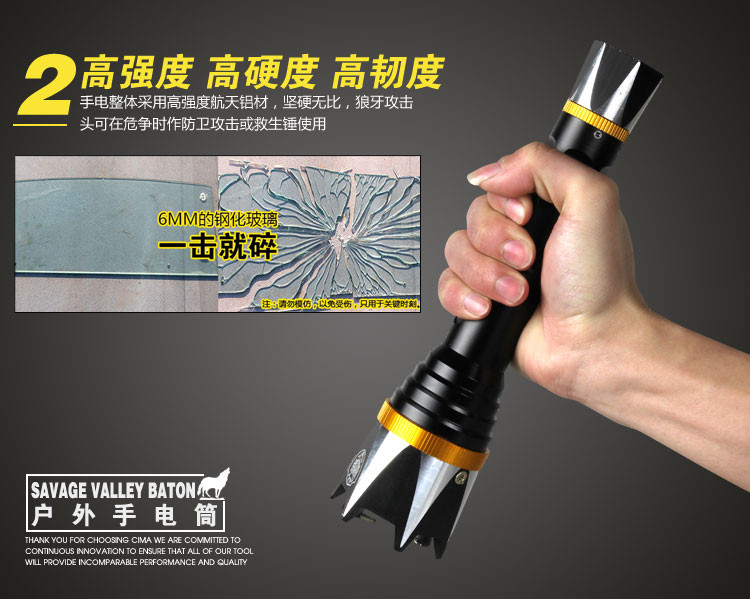 2 高强度 高硬度 高韧度
手电整体采用高强度航天铝材，坚硬无比，狼牙攻击
头可在危争时作防卫攻击或救生锤使用
6MM的钢化玻璃
一击就碎
注：請勿模仿，以免受伤，只用于关键时刻.
SAVAGE VALLEY BATON
户外手电筒
THANK YOU FOR CHOOSING CIMA WE ARE COMMITTED TO
CONTINUOUS INNOVATION TO ENSURE THAT ALL OF OUR TOOL
WILL PROVIDE INCOMPARABLE PERFORMANCE AND QUALITY